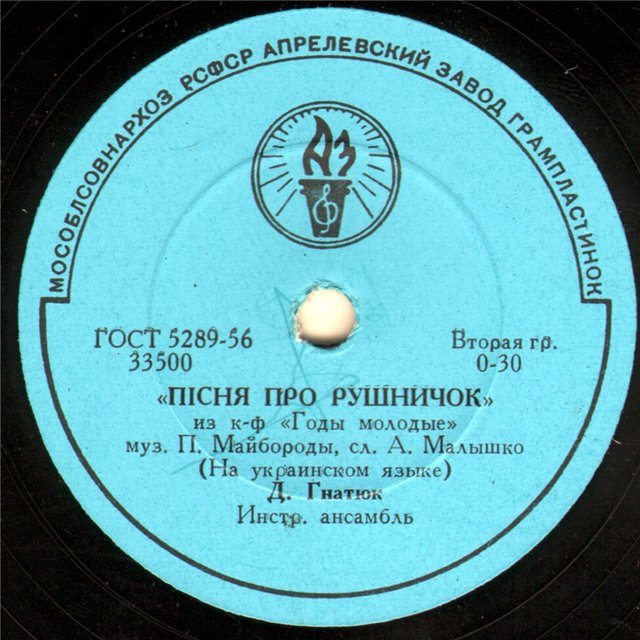 МОСОБЛСОВНАРХОЗ РСФСР АПРЕЛЕВСКИЙ ЗАВОД ГРАМПЛАСТИНОК
АЗ
ГОСТ 5289-56
33500
Вторая гр.
0-30
«ПІСНЯ ПРО РУШНИЧОК»
из к-ф «Годы молодые»
муз. П. Майбороды, сл. А. Малышко
(На украинском языке)
Д. Гнатюк
Инстр. ансамбль